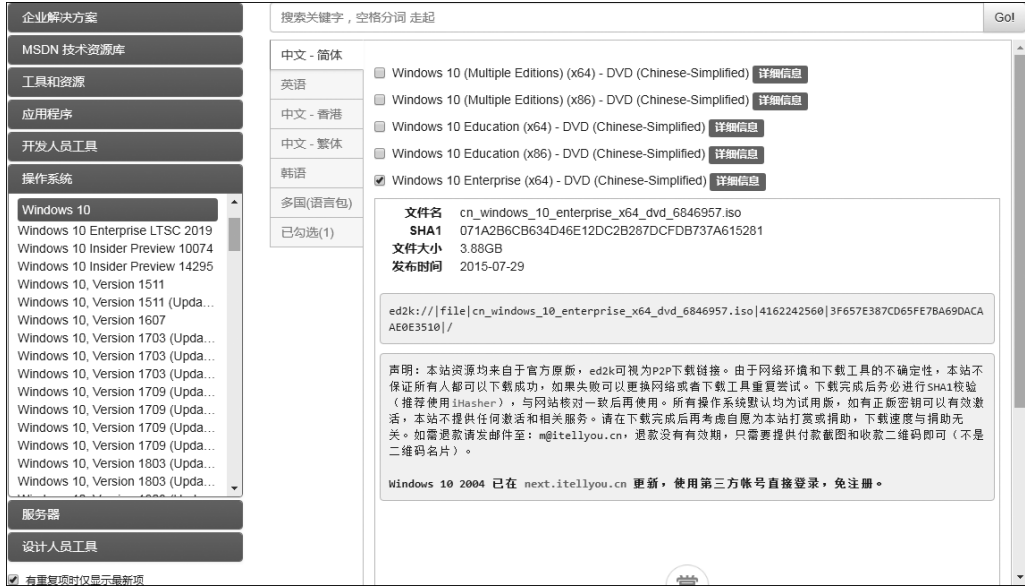 企业解决方案
MSDN 技术资源库
工具和资源
应用程序
开发人员工具
操作系统
Windows 10
Windows 10 Enterprise LTSC 2019
Windows 10 Insider Preview 10074
Windows 10 Insider Preview 14295
Windows 10, Version 1511
Windows 10, Version 1511 (Upda...
Windows 10, Version 1607
Windows 10, Version 1703 (Upda...
Windows 10, Version 1703 (Upda...
Windows 10, Version 1703 (Upda...
Windows 10, Version 1703 (Upda...
Windows 10, Version 1709 (Upda...
Windows 10, Version 1709 (Upda...
Windows 10, Version 1709 (Upda...
Windows 10, Version 1709 (Upda...
Windows 10, Version 1803 (Upda...
Windows 10, Version 1803 (Upda...
服务器
设计人员工具
有重复项时仅显示最新项
搜索关键字，空格分词 走起
Go!
中文 - 简体
英语
中文 - 香港
中文 - 繁体
韩语
多国(语言包)
已勾选(1)
Windows 10 (Multiple Editions) (x64) - DVD (Chinese-Simplified) 详细信息
Windows 10 (Multiple Editions) (x86) - DVD (Chinese-Simplified) 详细信息
Windows 10 Education (x64) - DVD (Chinese-Simplified) 详细信息
Windows 10 Education (x86) - DVD (Chinese-Simplified) 详细信息
Windows 10 Enterprise (x64) - DVD (Chinese-Simplified) 详细信息
文件名 cn_windows_10_enterprise_x64_dvd_6846957.iso
SHA1 071A2B6CB634D46E12DC2B287DCFDB737A615281
文件大小 3.88GB
发布时间 2015-07-29
ed2k://|file|cn_windows_10_enterprise_x64_dvd_6846957.iso|4162242560|3F657E387CD65FE7BA69DACA
AE0E3510|/
声明：本站资源均来自于官方原版，ed2k可视为P2P下载链接。由于网络环境和下载工具的不确定性，本站不
保证所有人都可以下载成功，如果失败可以更换网络或者下载工具重复尝试。下载完成后务必进行SHA1校验
（推荐使用iHasher），与网站核对一致后再使用。所有操作系统默认均为试用版，如有正版密钥可以有效激
活，本站不提供任何激活和相关服务。请在下载完成后再考虑自愿为本站打赏或捐助，下载速度与捐助无
关。如需退款请发邮件至：m@itellyou.cn，退款没有有效期，只需要提供付款截图和收款二维码即可（不是
二维码名片）。
Windows 10 2004 已在 next.itellyou.cn 更新，使用第三方帐号直接登录，免注册。